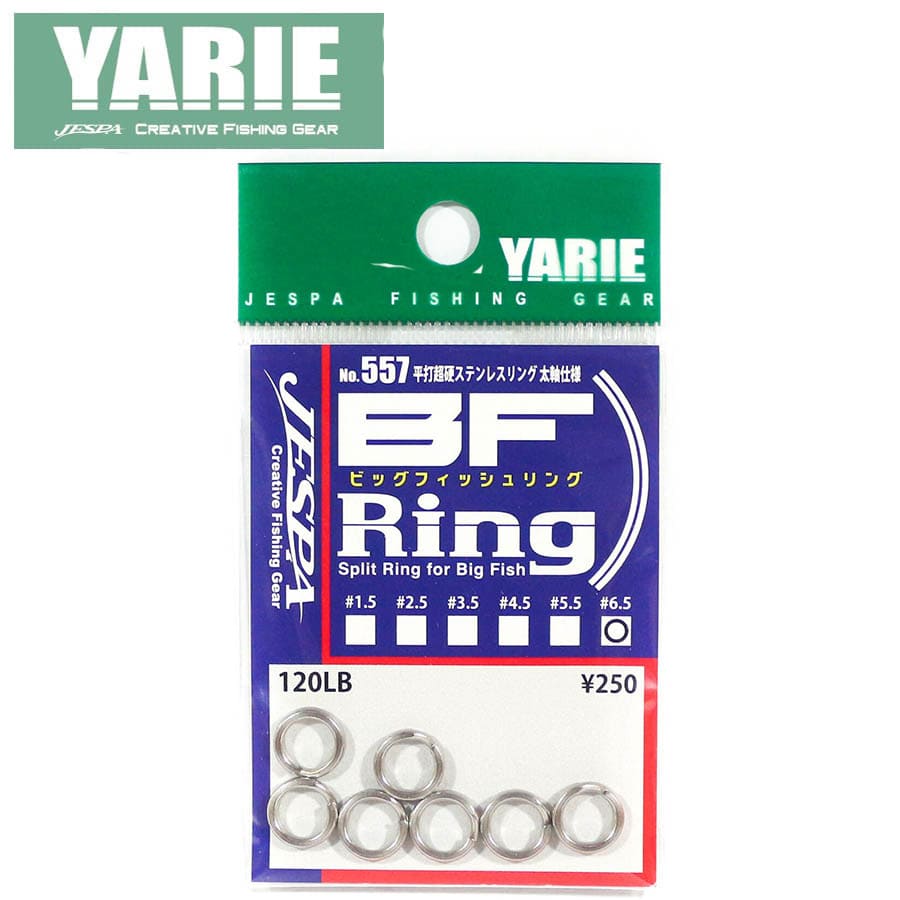 YARIE
JESPA CREATIVE FISHING GEAR
YARIE
JESPA FISHING GEAR
No.557 平打超硬ステンレスリング 太軸仕様
BF
ビッグフィッシュリング
Ring
Split Ring for Big Fish
JESPA
Creative Fishing Gear
#1.5 #2.5 #3.5 #4.5 #5.5 #6.5
120LB ¥250